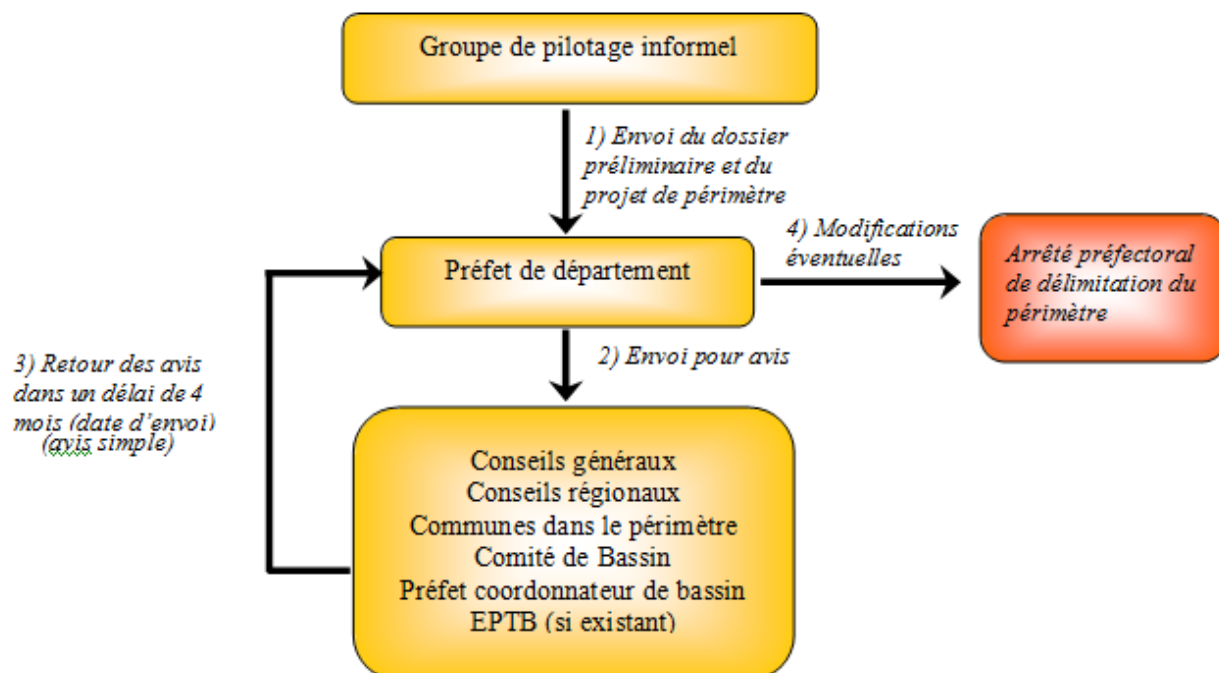 Groupe de pilotage informel
1) Envoi du dossier
préliminaire et du
projet de périmètre
Préfet de département
4) Modifications
éventuelles
Arrêté préfectoral
de délimitation du
périmètre
2) Envoi pour avis
3) Retour des avis
dans un délai de 4
mois (date d'envoi)
(avis simple)
Conseils généraux
Conseils régionaux
Communes dans le périmètre
Comité de Bassin
Préfet coordonnateur de bassin
EPTB (si existant)